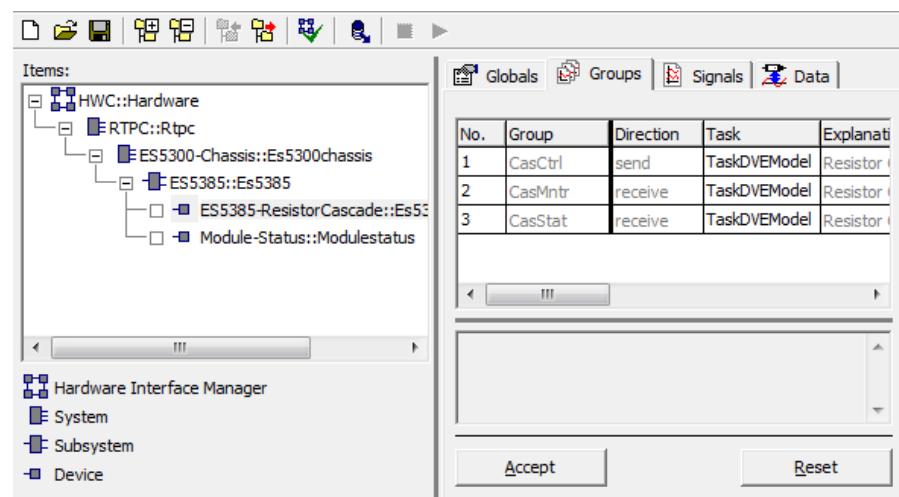 Items:
HWC::Hardware
RTPC::Rtpc
ES5300-Chassis::Es5300chassis
ES5385::Es5385
ES5385-ResistorCascade::Es53
Module-Status::Modulestatus
Hardware Interface Manager
System
Subsystem
Device
Globals Groups Signals Data
No. Group Direction Task Explanati
1 CasCtrl send TaskDVEModel Resistor
2 CasMntr receive TaskDVEModel Resistor
3 CasStat receive TaskDVEModel Resistor
Accept Reset